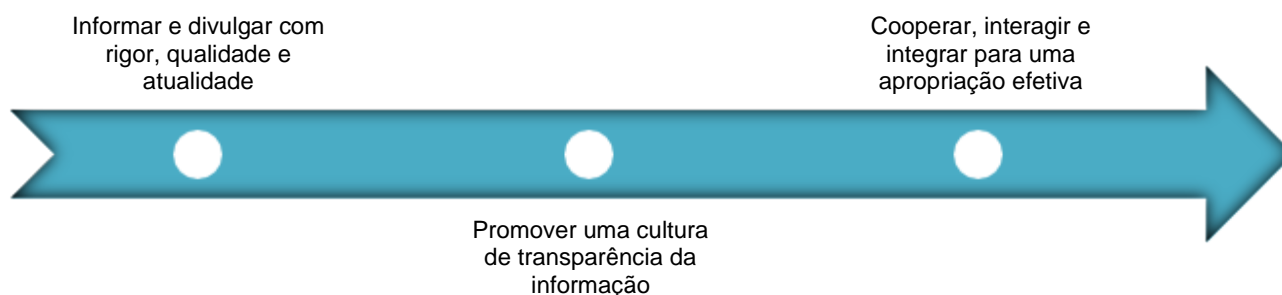 Informar e divulgar com
rigor, qualidade e
atualidade
Promover uma cultura
de transparência da
informação
Cooperar, interagir e
integrar para uma
apropriação efetiva